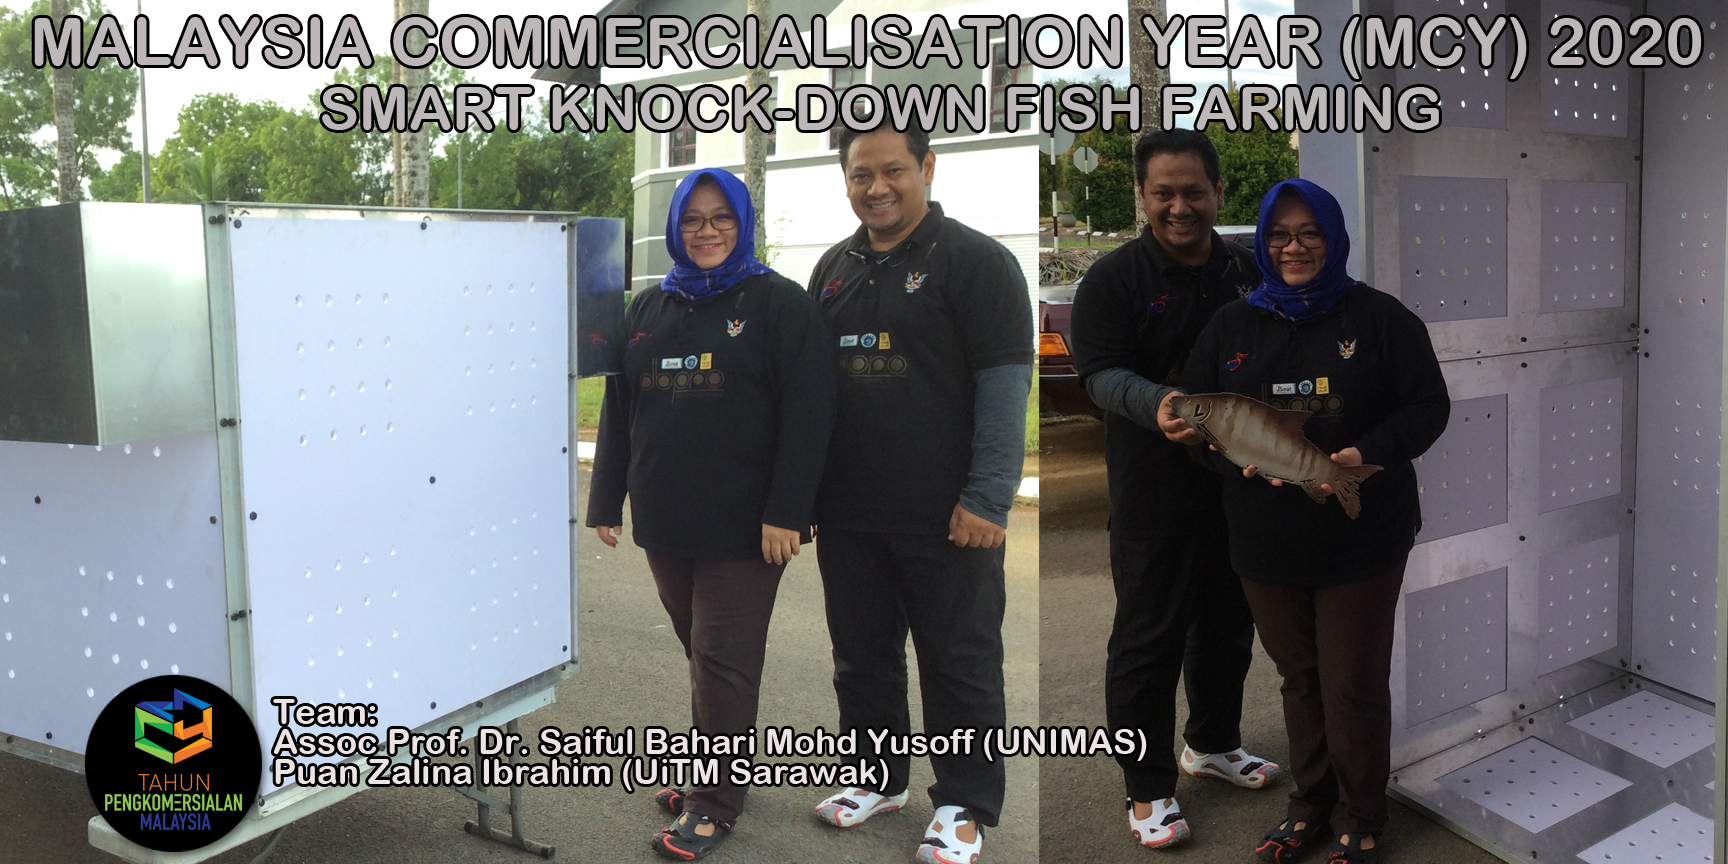 MALAYSIA COMMERCIALISATION YEAR (MCY) 2020
SMART KNOCK-DOWN FISH FARMING
Team:
Assoc Prof. Dr. Saiful Bahari Mohd Yusoff (UNIMAS)
Puan Zalina Ibrahim (UiTM Sarawak)
TAHUN
PENGKOMERSIALAN
MALAYSIA